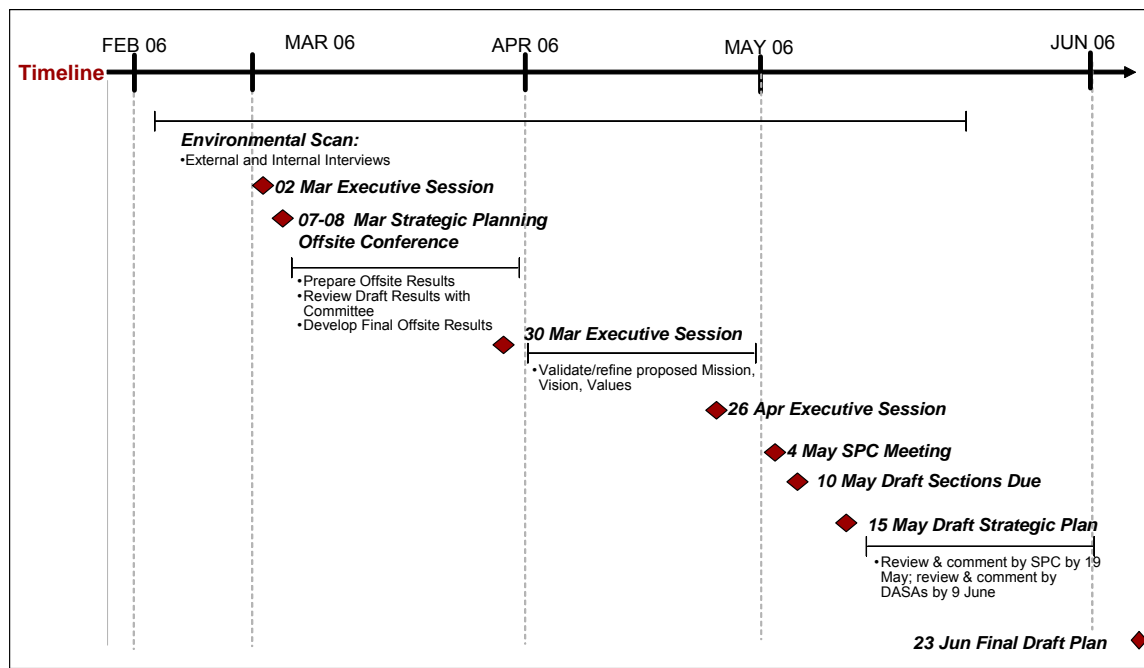 FEB 06
MAR 06
APR 06
MAY 06
JUN 06
Timeline
Environmental Scan:
•External and Internal Interviews
02 Mar Executive Session
07-08 Mar Strategic Planning
Offsite Conference
•Prepare Offsite Results
•Review Draft Results with
Committee
•Develop Final Offsite Results
30 Mar Executive Session
•Validate/refine proposed Mission,
Vision, Values
26 Apr Executive Session
4 May SPC Meeting
10 May Draft Sections Due
15 May Draft Strategic Plan
•Review & comment by SPC by 19
May; review & comment by
DASAs by 9 June
23 Jun Final Draft Plan